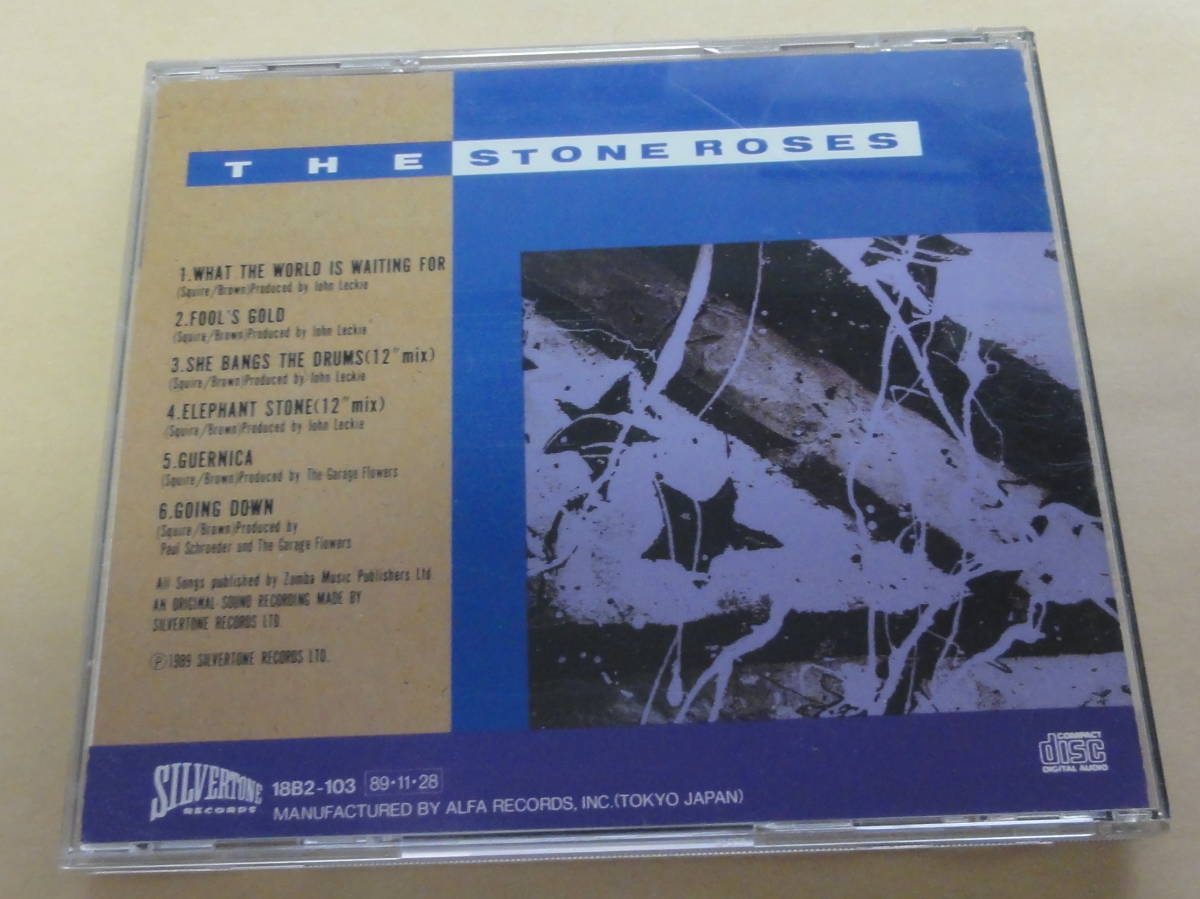 THE STONE ROSES
1.WHAT THE WORLD IS WAITING FOR
(Squire/Brown)Produced by John Leckie
2.FOOL'S GOLD
(Squire/Brown)Produced by John Leckie
3.SHE BANGS THE DRUMS(12"mix)
(Squire/Brown)Produced by John Leckie
4.ELEPHANT STONE(12"mix)
(Squire/Brown)Produced by John Leckie
5.GUERNICA
(Squire/Brown)Produced by The Garage Flowers
6.GOING DOWN
(Squire/Brown)Produced by
Paul Schroeder and The Garage Flowers
All Songs published by Zomba Music Publishers Ltd
AN ORIGINAL SOUND RECORDING MADE BY
SILVERTONE RECORDS LTD
℗1989 SILVERTONE RECORDS LTD.
SILVERTONE
RECORDS
18B2-103 89·11·28
MANUFACTURED BY ALFA RECORDS, INC.(TOKYO JAPAN)
COMPACT
disc
DIGITAL AUDIO